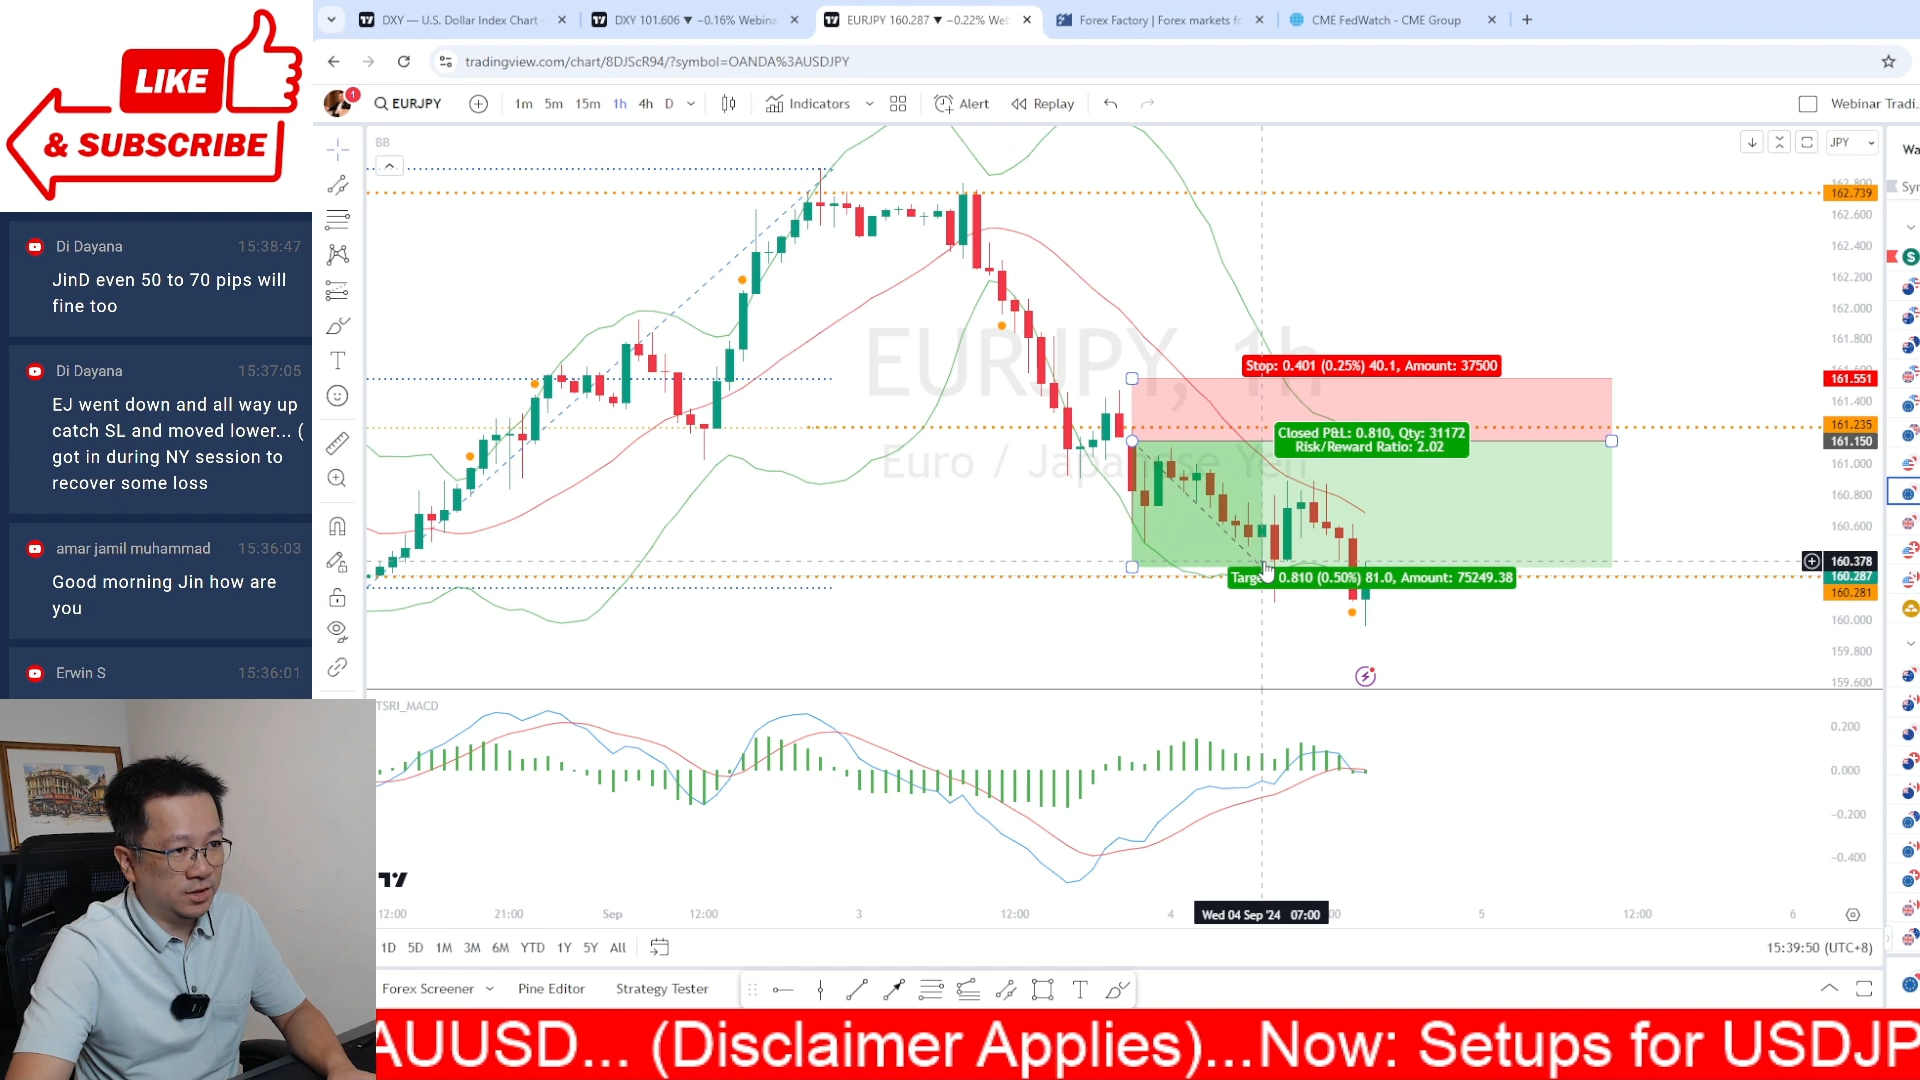 LIKE
& SUBSCRIBE
Di Dayana 15:38:47
JinD even 50 to 70 pips will
fine too
Di Dayana 15:37:05
EJ went down and all way up
catch SL and moved lower... (
got in during NY session to
recover some loss
amar jamil muhammad 15:36:03
Good morning Jin how are
you
Erwin S 15:36:01
DXY — U.S. Dollar Index Chart -
DXY 101.606 ▼ −0.16% Webina
EURJPY 160.287 ▼ −0.22% Web
Forex Factory | Forex markets fo
CME FedWatch - CME Group
tradingview.com/chart/8DJScR94/?symbol=OANDA%3AUSDJPY
1
EURJPY
1m 5m 15m 1h 4h D
Indicators
Alert
Replay
Webinar Tradi..
BB
JPY
Wa
Syr
EURJPY, 1h
Euro / Japanese Yen
Stop: 0.401 (0.25%) 40.1, Amount: 37500
Closed P&L: 0.810, Qty: 31172
Risk/Reward Ratio: 2.02
Targe 0.810 (0.50%) 81.0, Amount: 75249.38
162.800
162.739
162.600
162.400
162.200
162.000
161.800
161.600
161.551
161.400
161.235
161.150
161.000
160.800
160.600
160.378
160.287
160.281
160.000
159.800
159.600
TSRI_MACD
0.200
0.000
−0.200
−0.400
12:00 21:00 Sep 12:00 3 12:00 4 Wed 04 Sep '24 07:00 00 5 12:00 6
1D 5D 1M 3M 6M YTD 1Y 5Y All
15:39:50 (UTC+8)
Forex Screener
Pine Editor
Strategy Tester
AUUSD... (Disclaimer Applies)...Now: Setups for USDJP